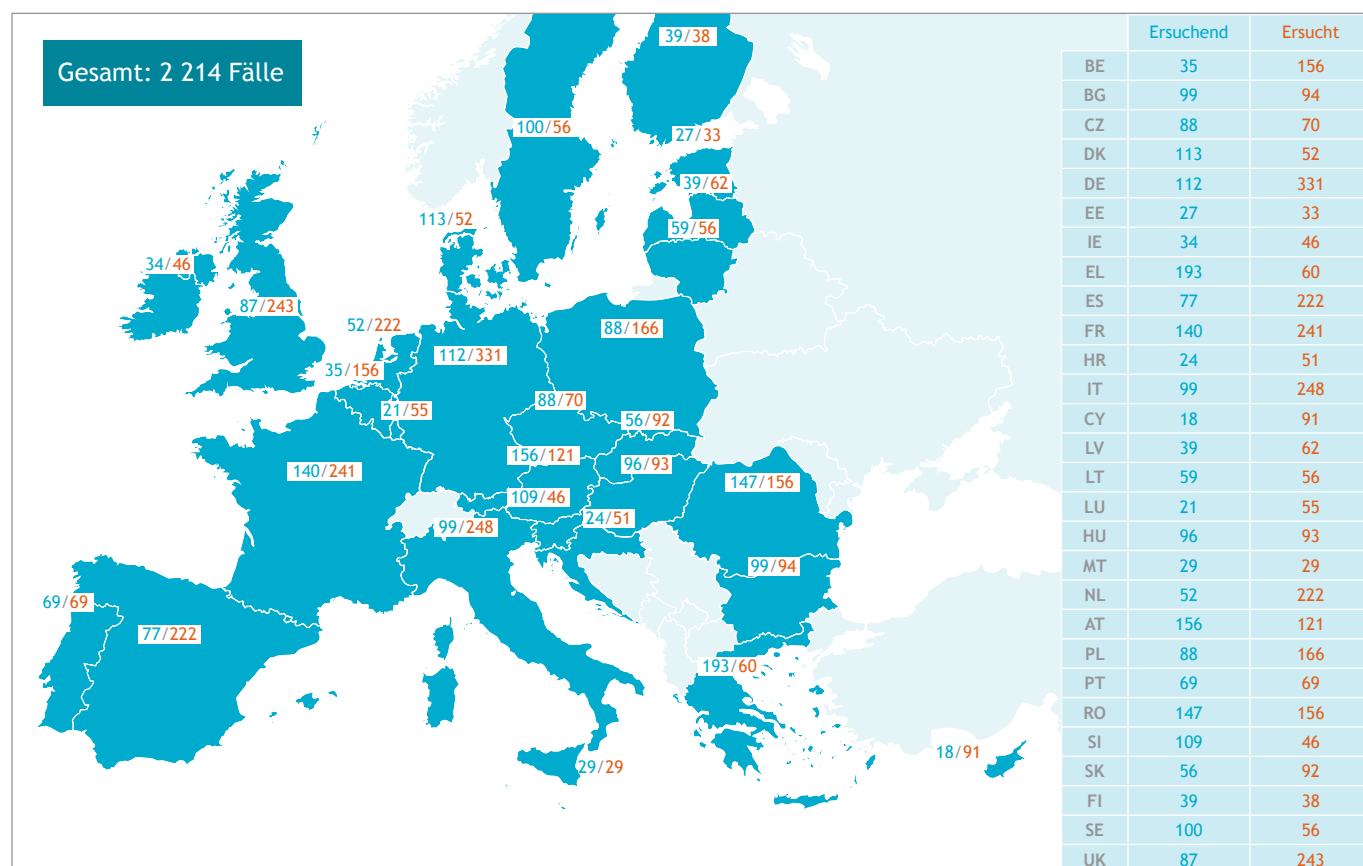 Gesamt: 2 214 Fälle
39/38
100/56
27/33
39/62
113/52
59/56
34/46
87/243
52/222
88/166
112/331
35/156
88/70
21/55
56/92
156/121
96/93
140/241
147/156
109/46
24/51
99/248
99/94
69/69
77/222
193/60
18/91
29/29
Ersuchend Ersucht
BE 35 156
BG 99 94
CZ 88 70
DK 113 52
DE 112 331
EE 27 33
IE 34 46
EL 193 60
ES 77 222
FR 140 241
HR 24 51
IT 99 248
CY 18 91
LV 39 62
LT 59 56
LU 21 55
HU 96 93
MT 29 29
NL 52 222
AT 156 121
PL 88 166
PT 69 69
RO 147 156
SI 109 46
SK 56 92
FI 39 38
SE 100 56
UK 87 243